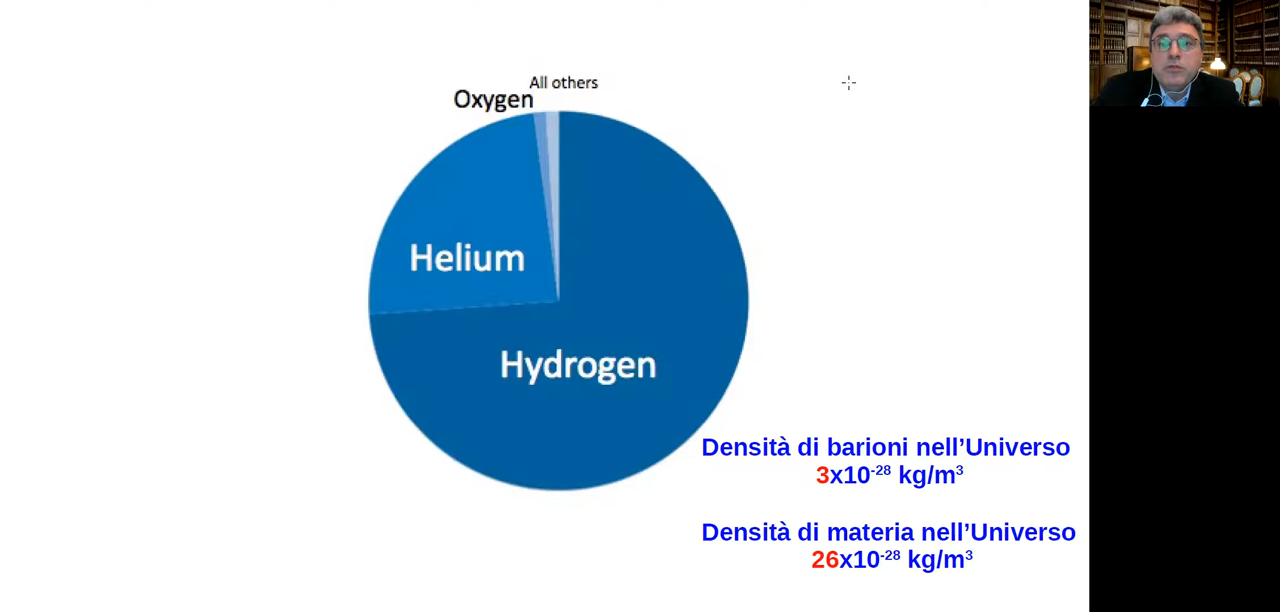 All others
Oxygen
Helium
Hydrogen
Densità di barioni nell’Universo
3x10⁻²⁸ kg/m³
Densità di materia nell’Universo
26x10⁻²⁸ kg/m³